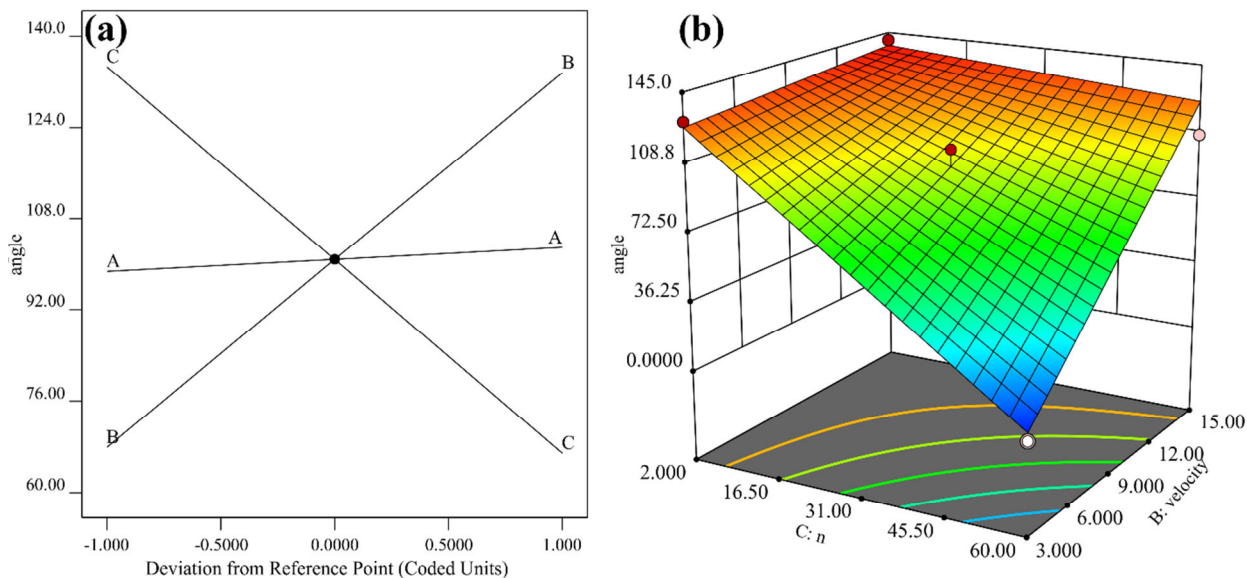 (a)
140.0
124.0
108.0
92.00
76.00
60.00
angle
C
B
A
A
B
C
-1.000
-0.5000
0.0000
0.5000
1.000
Deviation from Reference Point (Coded Units)
(b)
145.0
108.8
72.50
36.25
0.0000
angle
2.000
16.50
31.00
45.50
60.00
C: n
3.000
6.000
9.000
12.00
15.00
B: velocity